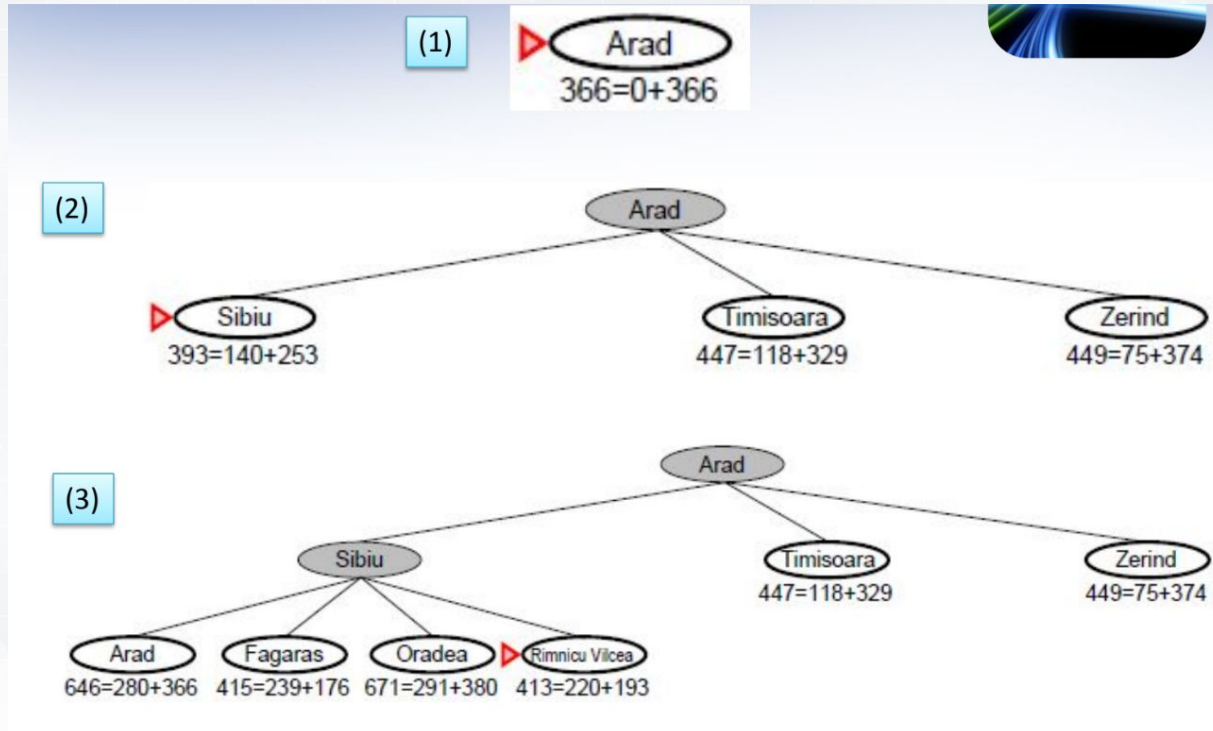 (1)
Arad
366=0+366
(2)
Arad
Sibiu
Timisoara
Zerind
393=140+253
447=118+329
449=75+374
(3)
Arad
Sibiu
Timisoara
Zerind
447=118+329
449=75+374
Arad
Fagaras
Oradea
Rimnicu Vilcea
646=280+366
415=239+176
671=291+380
413=220+193